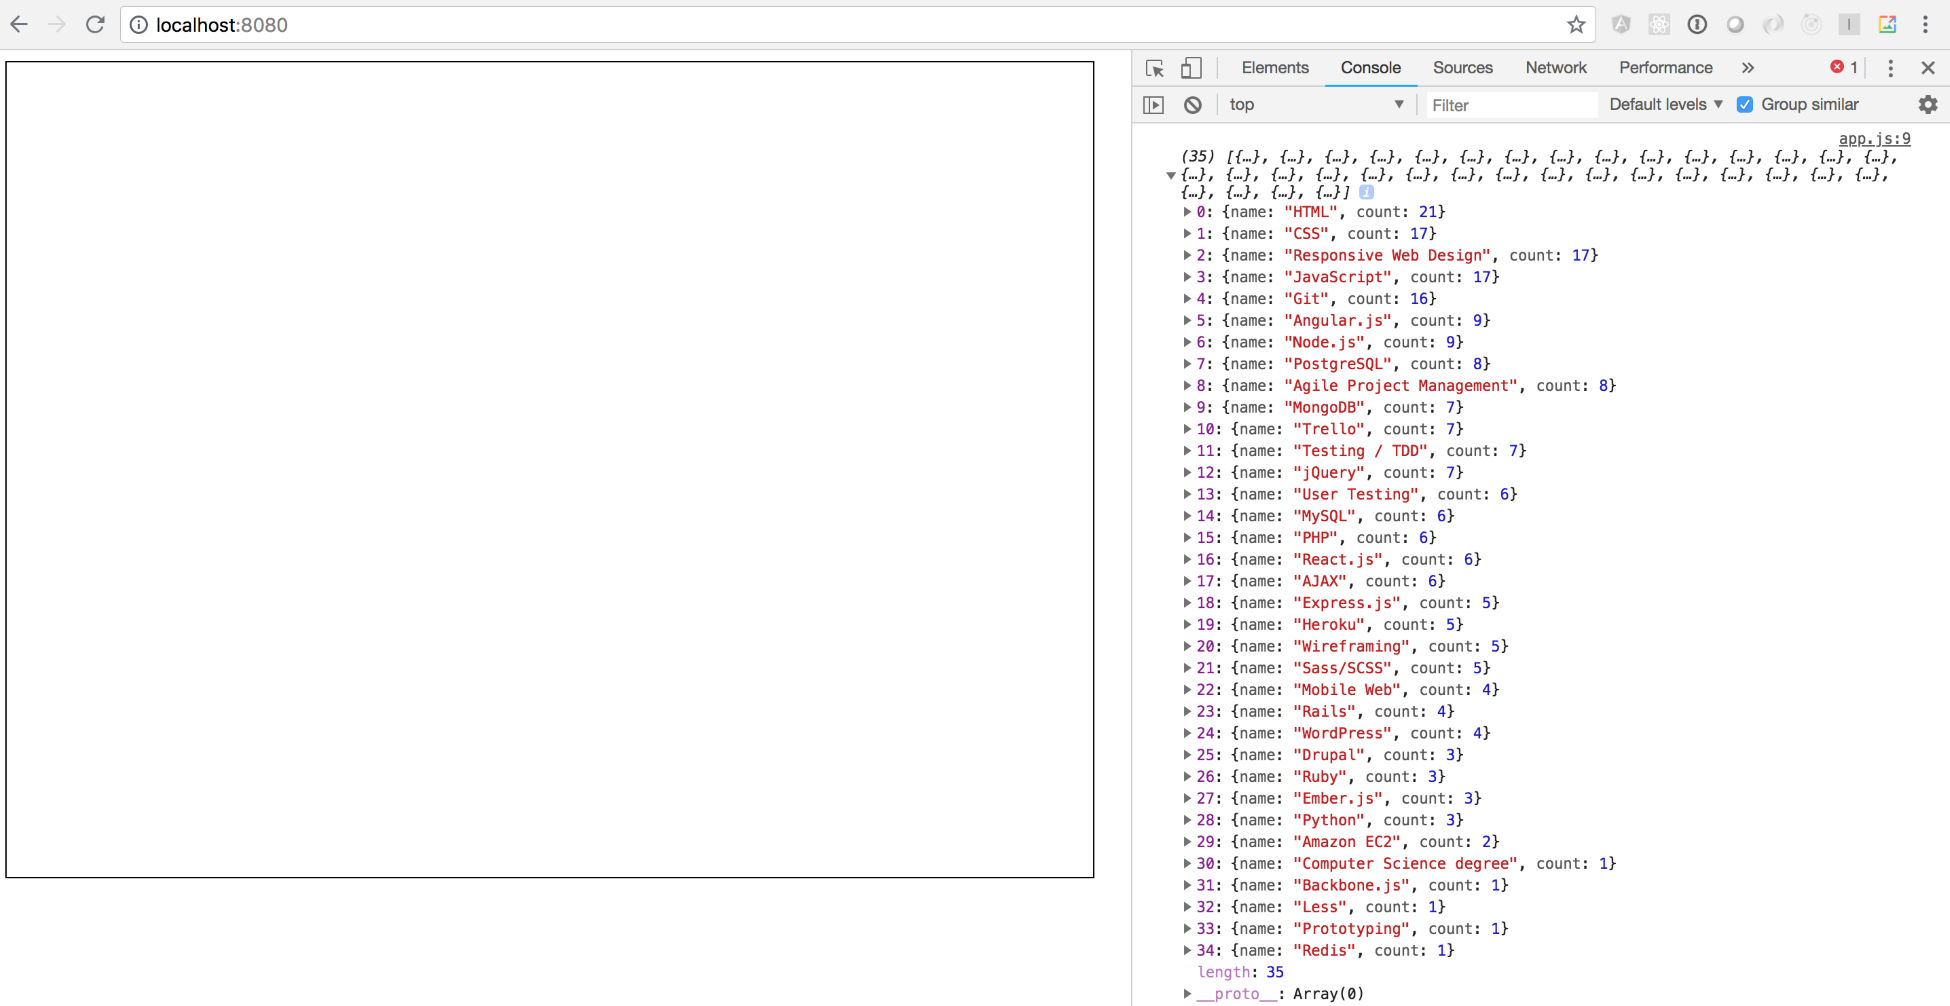 localhost:8080
Elements Console Sources Network Performance » 1
top Filter Default levels Group similar
app.js:9
(35) [{…}, {…}, {…}, {…}, {…}, {…}, {…}, {…}, {…}, {…}, {…}, {…}, {…}, {…}, {…},
{…}, {…}, {…}, {…}, {…}, {…}, {…}, {…}, {…}, {…}, {…}, {…}, {…}, {…}, {…}, {…},
{…}, {…}, {…}, {…}]
0: {name: "HTML", count: 21}
1: {name: "CSS", count: 17}
2: {name: "Responsive Web Design", count: 17}
3: {name: "JavaScript", count: 17}
4: {name: "Git", count: 16}
5: {name: "Angular.js", count: 9}
6: {name: "Node.js", count: 9}
7: {name: "PostgreSQL", count: 8}
8: {name: "Agile Project Management", count: 8}
9: {name: "MongoDB", count: 7}
10: {name: "Trello", count: 7}
11: {name: "Testing / TDD", count: 7}
12: {name: "jQuery", count: 7}
13: {name: "User Testing", count: 6}
14: {name: "MySQL", count: 6}
15: {name: "PHP", count: 6}
16: {name: "React.js", count: 6}
17: {name: "AJAX", count: 6}
18: {name: "Express.js", count: 5}
19: {name: "Heroku", count: 5}
20: {name: "Wireframing", count: 5}
21: {name: "Sass/SCSS", count: 5}
22: {name: "Mobile Web", count: 4}
23: {name: "Rails", count: 4}
24: {name: "WordPress", count: 4}
25: {name: "Drupal", count: 3}
26: {name: "Ruby", count: 3}
27: {name: "Ember.js", count: 3}
28: {name: "Python", count: 3}
29: {name: "Amazon EC2", count: 2}
30: {name: "Computer Science degree", count: 1}
31: {name: "Backbone.js", count: 1}
32: {name: "Less", count: 1}
33: {name: "Prototyping", count: 1}
34: {name: "Redis", count: 1}
length: 35
__proto__: Array(0)